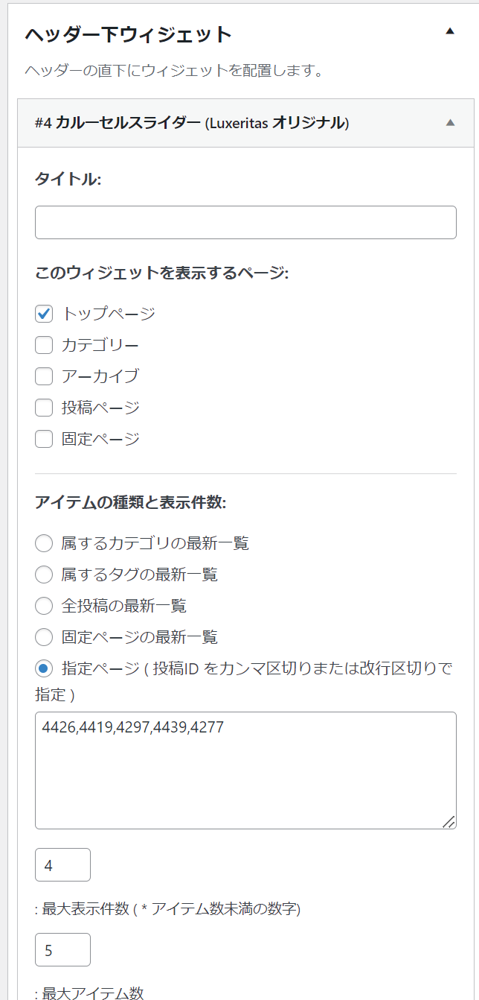 ヘッダー下ウィジェット
ヘッダーの直下にウィジェットを配置します。
#4 カルーセルスライダー (Luxeritas オリジナル)
タイトル:
このウィジェットを表示するページ:
トップページ
カテゴリー
アーカイブ
投稿ページ
固定ページ
アイテムの種類と表示件数:
属するカテゴリの最新一覧
属するタグの最新一覧
全投稿の最新一覧
固定ページの最新一覧
指定ページ ( 投稿ID をカンマ区切りまたは改行区切りで
指定 )
4426,4419,4297,4439,4277
4
: 最大表示件数 ( * アイテム数未満の数字)
5
: 最大アイテム数